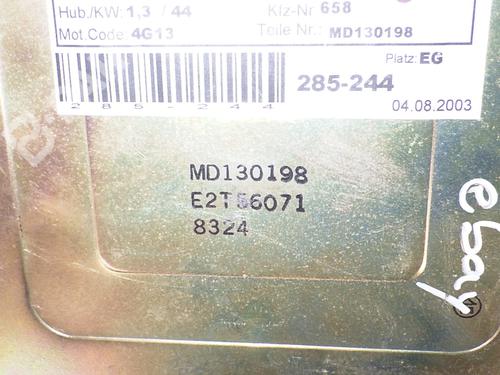 Hub./KW: 1,3 / 44 Kfz-Nr 658
Mot.Code: 4G13 Teile Nr.: MD130198
Platz: EG
285-244
285-244
04.08.2003
MD130198
E2T56071
8324
ebay